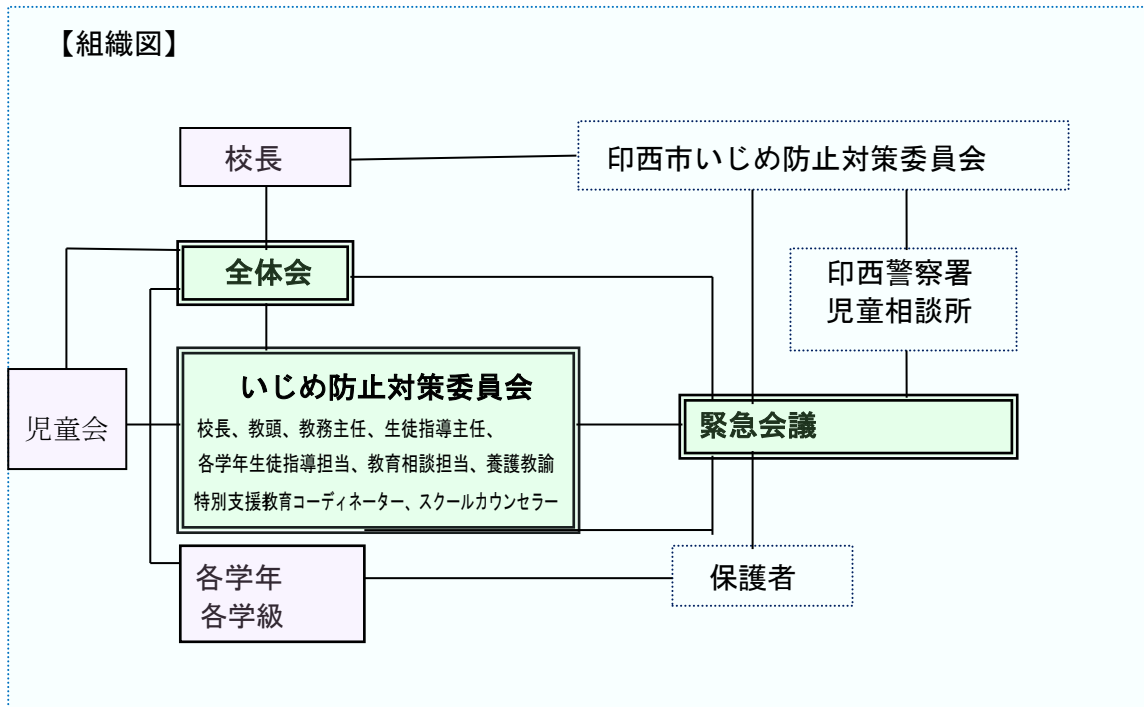 【組織図】
校長
印西市いじめ防止対策委員会
全体会
印西警察署
児童相談所
いじめ防止対策委員会
校長、教頭、教務主任、生徒指導主任、
各学年生徒指導担当、教育相談担当、養護教諭
特別支援教育コーディネーター、スクールカウンセラー
児童会
緊急会議
各学年
各学級
保護者